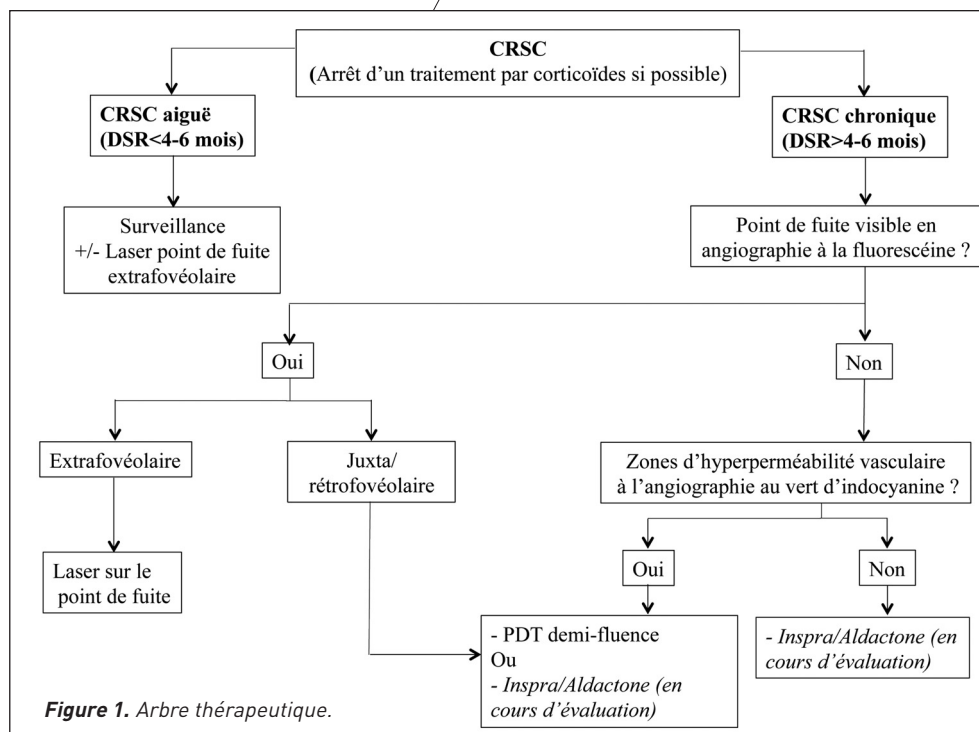 CRSC
(Arrêt d'un traitement par corticoïdes si possible)
CRSC aiguë
(DSR<4-6 mois)
CRSC chronique
(DSR>4-6 mois)
Surveillance
+/- Laser point de fuite
extrafovéolaire
Point de fuite visible en
angiographie à la fluorescéine ?
Oui
Non
Extrafovéolaire
Juxta/
rétrofovéolaire
Zones d'hyperperméabilité vasculaire
à l'angiographie au vert d'indocyanine ?
Laser sur le
point de fuite
Oui
Non
- PDT demi-fluence
Ou
- Inspra/Aldactone (en
cours d'évaluation)
- Inspra/Aldactone (en
cours d'évaluation)
Figure 1. Arbre thérapeutique.